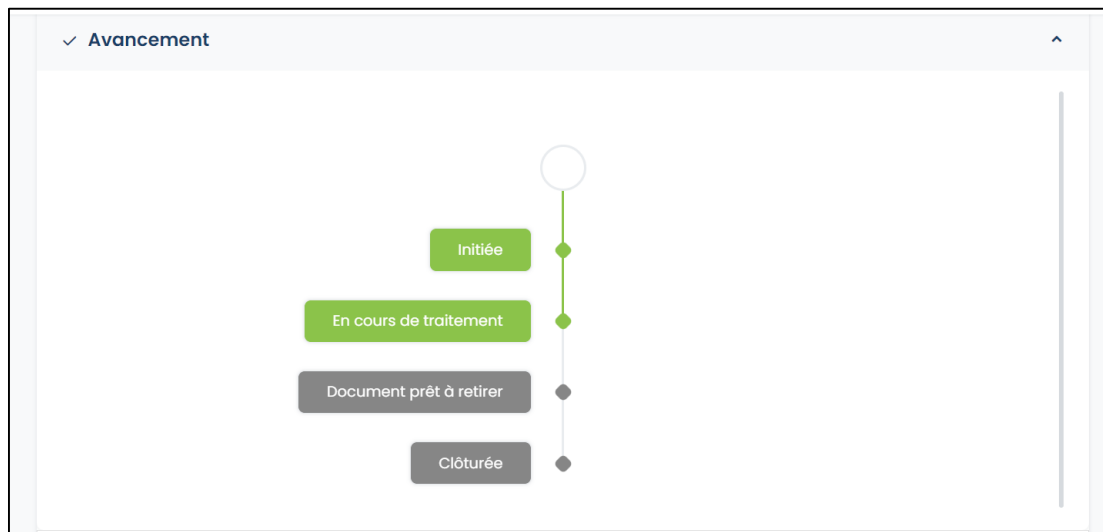 Avancement
Initiée
En cours de traitement
Document prêt à retirer
Clôturée